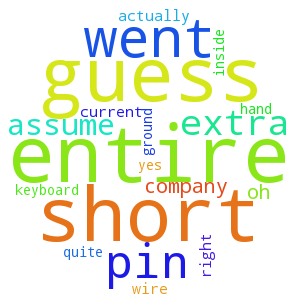 actually
went
inside
guess
current
hand
assume
ground
extra
entire
yes
keyboard
company
oh
short
quite
pin
right
wire